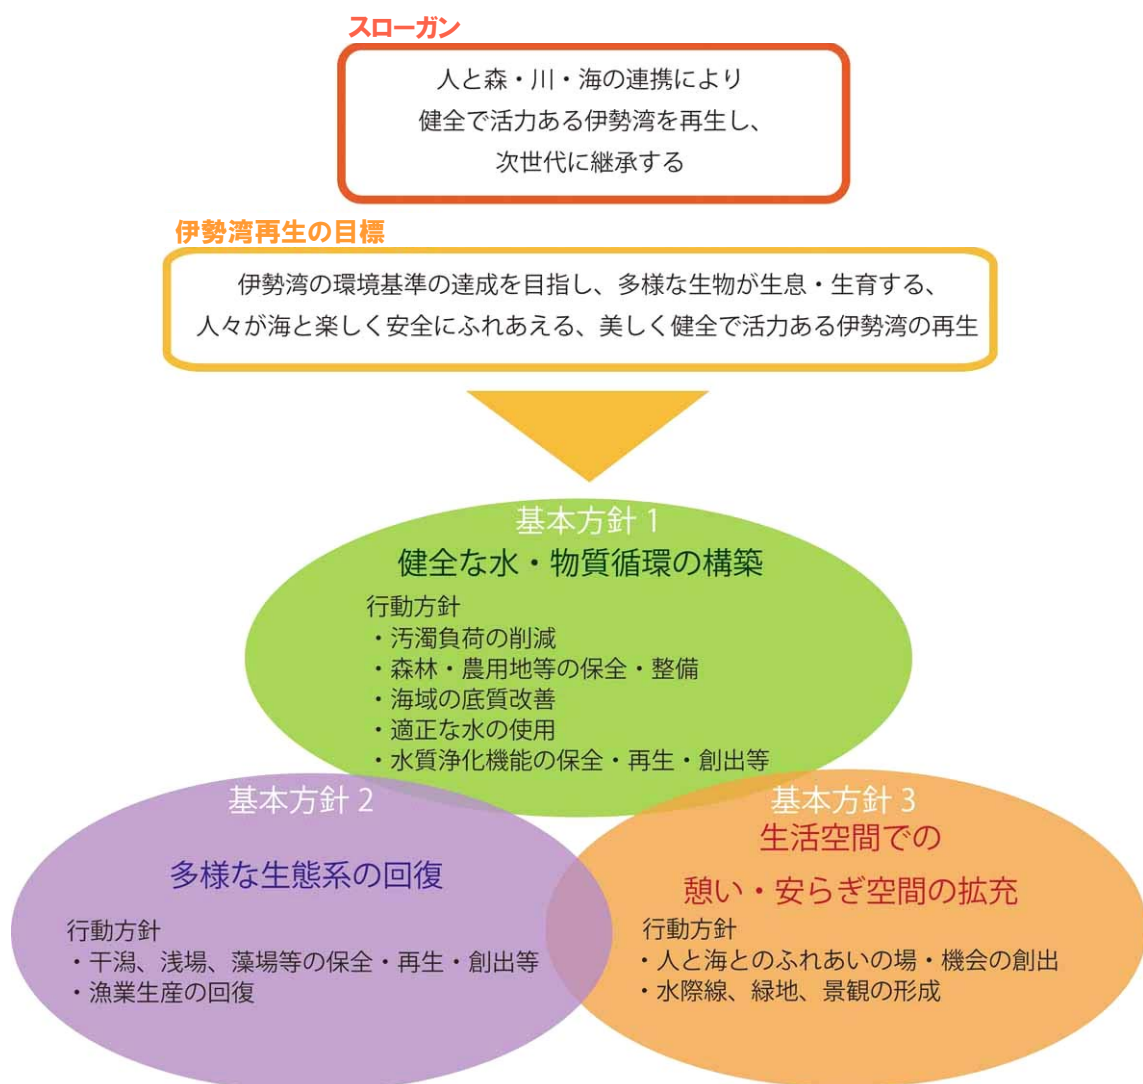 スローガン
人と森・川・海の連携により
健全で活力ある伊勢湾を再生し、
次世代に継承する
伊勢湾再生の目標
伊勢湾の環境基準の達成を目指し、多様な生物が生息・生育する、
人々が海と楽しく安全にふれあえる、美しく健全で活力ある伊勢湾の再生
基本方針 1
健全な水・物質循環の構築
行動方針
・汚濁負荷の削減
・森林・農用地等の保全・整備
・海域の底質改善
・適正な水の使用
・水質浄化機能の保全・再生・創出等
基本方針 2
多様な生態系の回復
行動方針
・干潟、浅場、藻場等の保全・再生・創出等
・漁業生産の回復
基本方針 3
生活空間での
憩い・安らぎ空間の拡充
行動方針
・人と海とのふれあいの場・機会の創出
・水際線、緑地、景観の形成